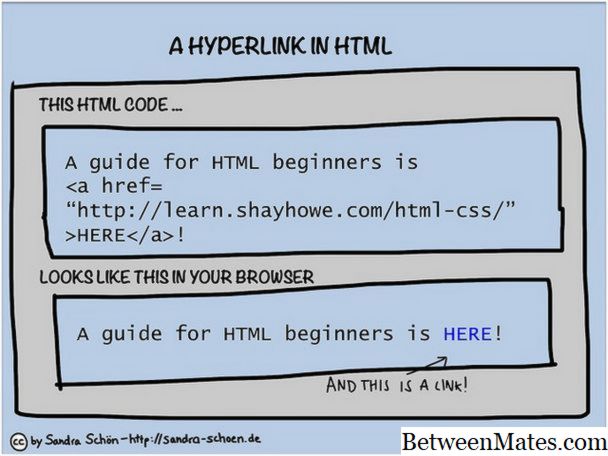 A HYPERLINK IN HTML
THIS HTML CODE ...
A guide for HTML beginners is
<a href=
“http://learn.shayhowe.com/html-css/”
>HERE</a>!
LOOKS LIKE THIS IN YOUR BROWSER
A guide for HTML beginners is HERE!
AND THIS IS A LINK!
cc by Sandra Schön – http://sandra-schoen.de
BetweenMates.com